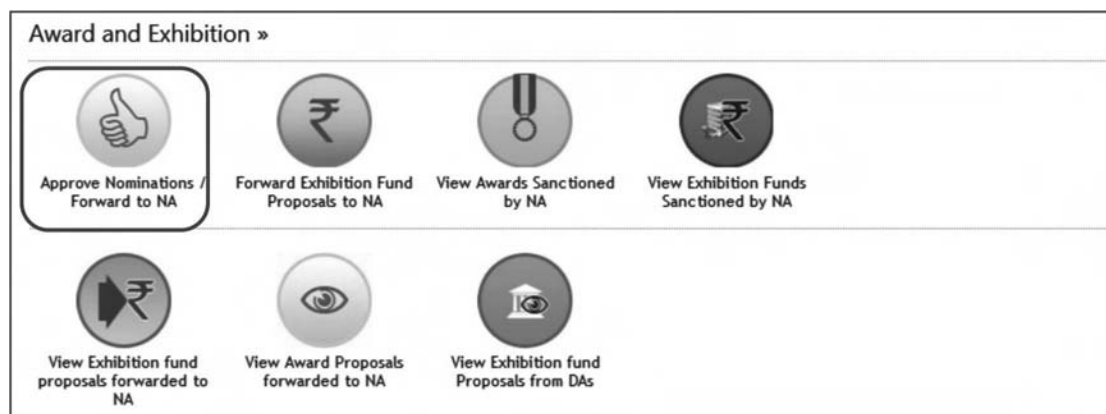 Award and Exhibition »
Approve Nominations /
Forward to NA
Forward Exhibition Fund
Proposals to NA
View Awards Sanctioned
by NA
View Exhibition Funds
Sanctioned by NA
View Exhibition fund
proposals forwarded to
NA
View Award Proposals
forwarded to NA
View Exhibition fund
Proposals from DAs